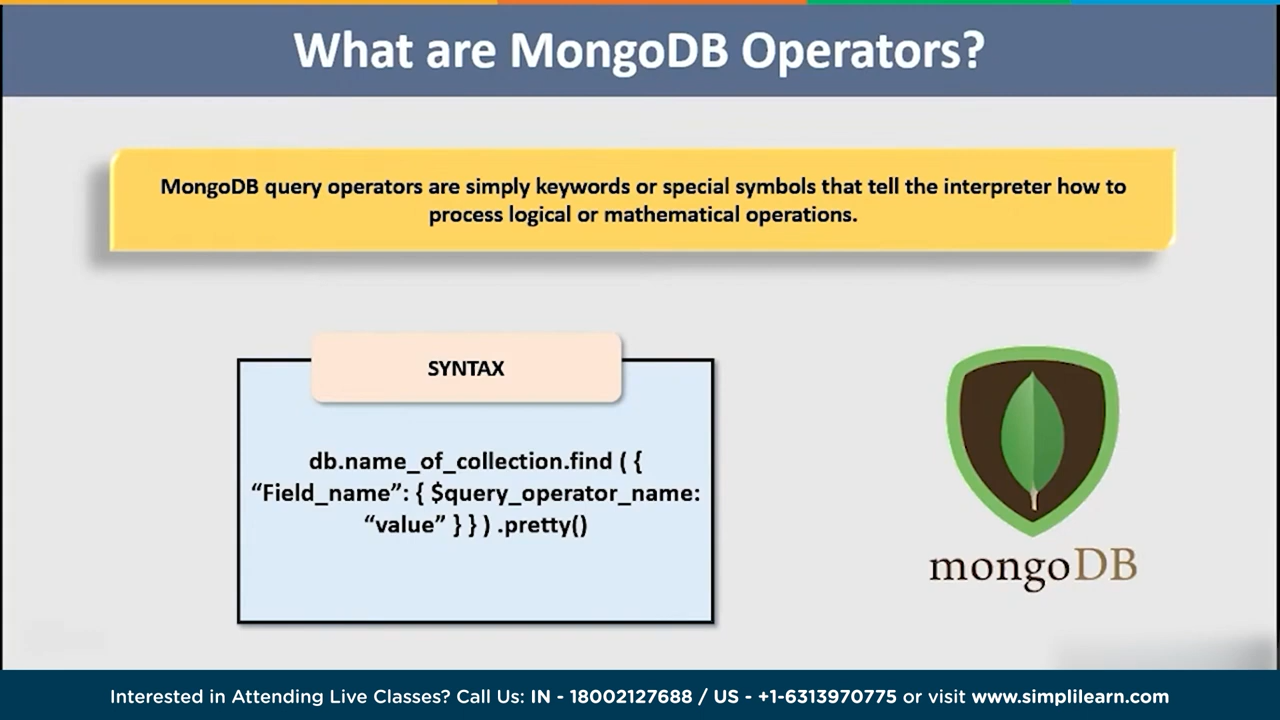 What are MongoDB Operators?
MongoDB query operators are simply keywords or special symbols that tell the interpreter how to
process logical or mathematical operations.
SYNTAX
db.name_of_collection.find ( {
“Field_name”: { $query_operator_name:
“value” } } ) .pretty()
mongoDB
Interested in Attending Live Classes? Call Us: IN - 18002127688 / US - +1-6313970775 or visit www.simplilearn.com